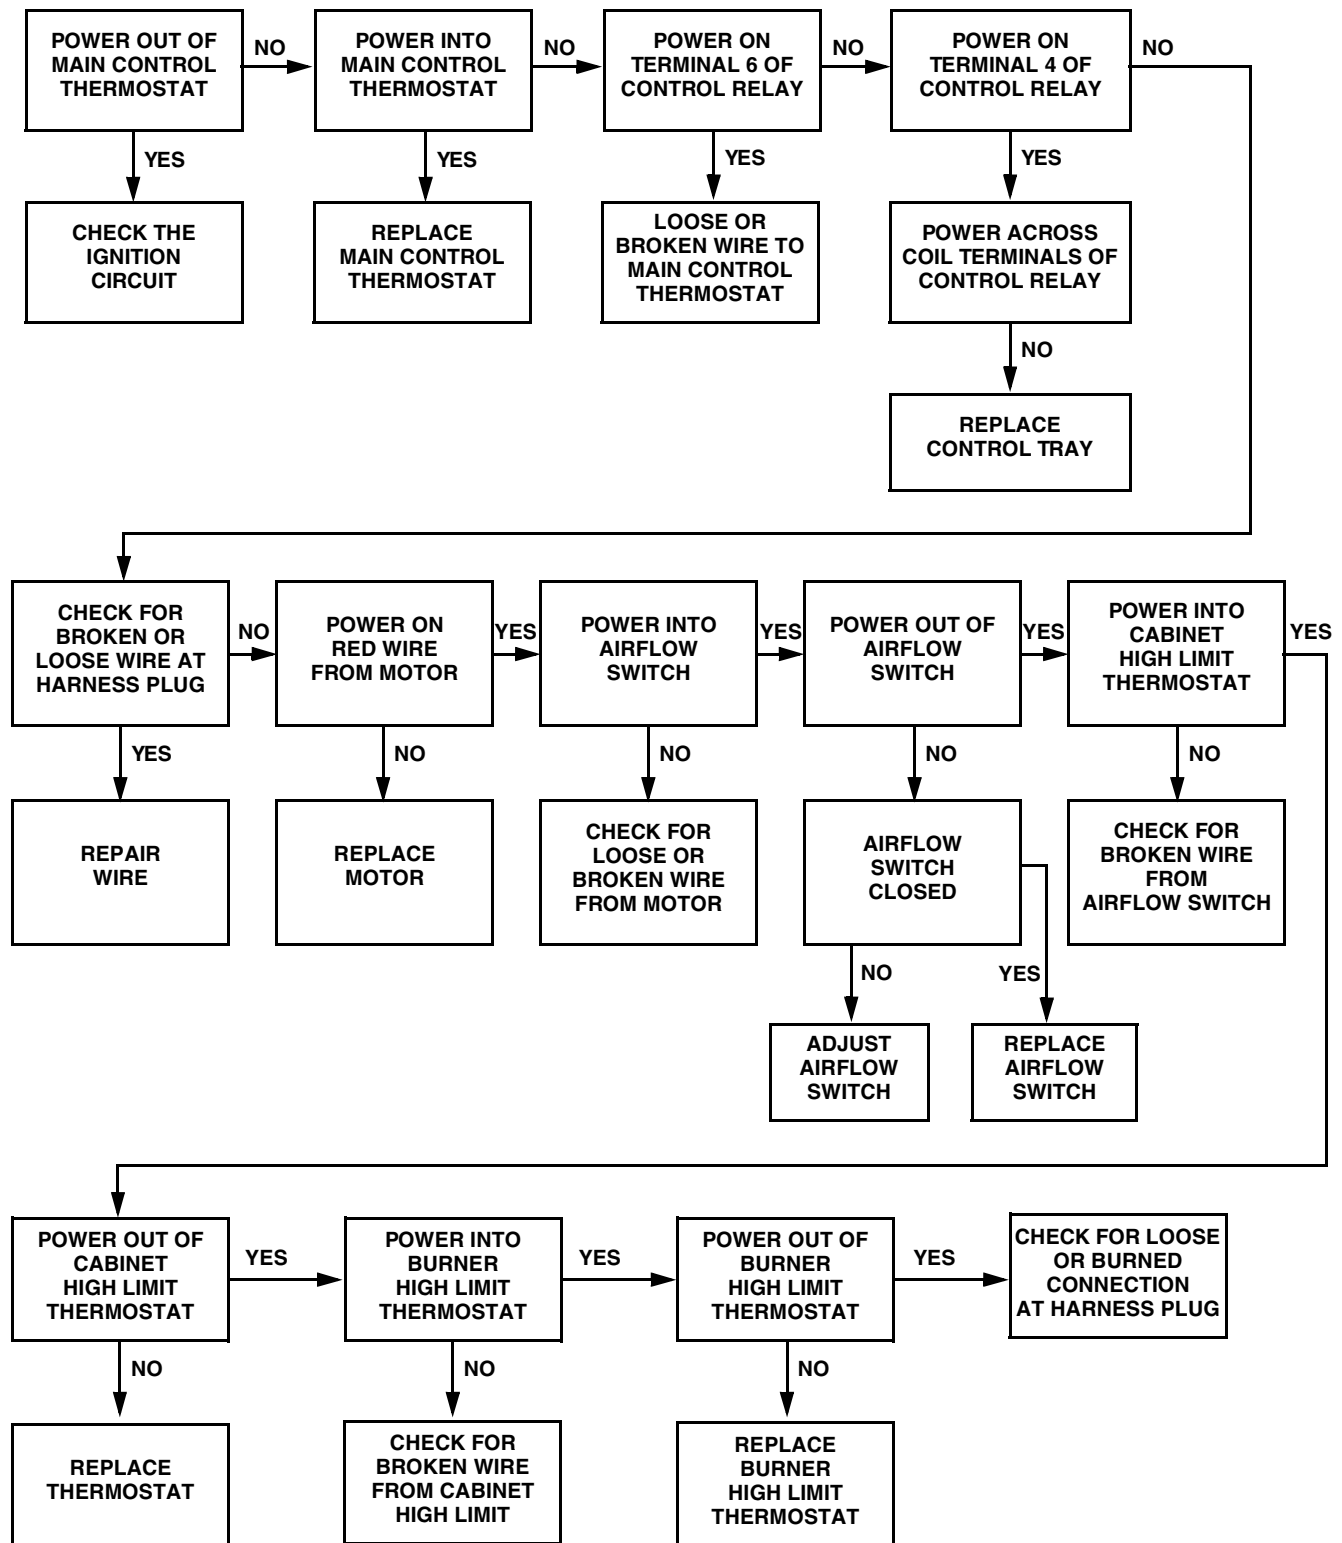 POWER OUT OF
MAIN CONTROL
THERMOSTAT
NO
POWER INTO
MAIN CONTROL
THERMOSTAT
NO
POWER ON
TERMINAL 6 OF
CONTROL RELAY
NO
POWER ON
TERMINAL 4 OF
CONTROL RELAY
NO
YES
YES
YES
YES
CHECK THE
IGNITION
CIRCUIT
REPLACE
MAIN CONTROL
THERMOSTAT
LOOSE OR
BROKEN WIRE TO
MAIN CONTROL
THERMOSTAT
POWER ACROSS
COIL TERMINALS OF
CONTROL RELAY
NO
REPLACE
CONTROL TRAY
CHECK FOR
BROKEN OR
LOOSE WIRE AT
HARNESS PLUG
NO
POWER ON
RED WIRE
FROM MOTOR
YES
POWER INTO
AIRFLOW
SWITCH
YES
POWER OUT OF
AIRFLOW
SWITCH
YES
POWER INTO
CABINET
HIGH LIMIT
THERMOSTAT
YES
YES
NO
NO
NO
NO
REPAIR
WIRE
REPLACE
MOTOR
CHECK FOR
LOOSE OR
BROKEN WIRE
FROM MOTOR
AIRFLOW
SWITCH
CLOSED
CHECK FOR
BROKEN WIRE
FROM
AIRFLOW SWITCH
NO
YES
ADJUST
AIRFLOW
SWITCH
REPLACE
AIRFLOW
SWITCH
POWER OUT OF
CABINET
HIGH LIMIT
THERMOSTAT
YES
POWER INTO
BURNER
HIGH LIMIT
THERMOSTAT
YES
POWER OUT OF
BURNER
HIGH LIMIT
THERMOSTAT
YES
CHECK FOR LOOSE
OR BURNED
CONNECTION
AT HARNESS PLUG
NO
NO
NO
REPLACE
THERMOSTAT
CHECK FOR
BROKEN WIRE
FROM CABINET
HIGH LIMIT
REPLACE
BURNER
HIGH LIMIT
THERMOSTAT